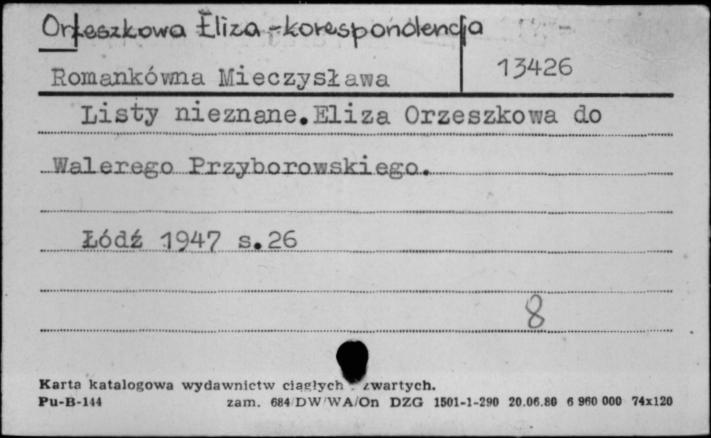 Orzeszkowa Eliza - korespondencja
Romankówna Mieczysława 13426
Listy nieznane. Eliza Orzeszkowa do
Walerego Przyborowskiego.
Łódź 1947 s. 26
8
Karta katalogowa wydawnictw ciągłych zwartych.
Pu-B-144 zam. 684 DW/WA/On DZG 1501-1-290 20.06.80 6 960 000 74x120